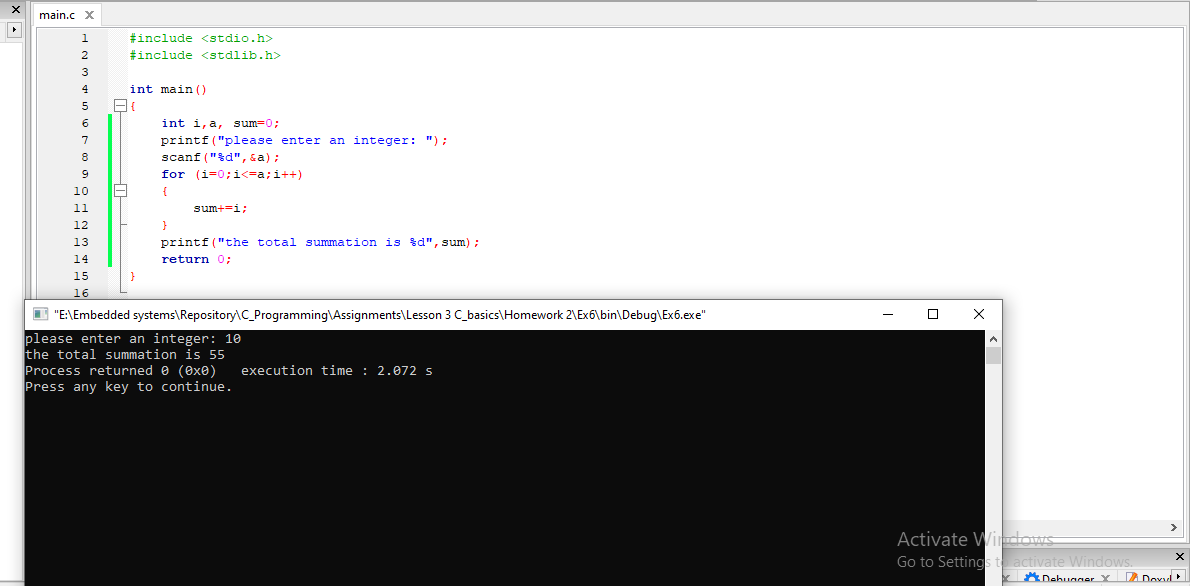 main.c
1 #include <stdio.h>
2 #include <stdlib.h>
3
4 int main()
5 {
6 int i,a, sum=0;
7 printf("please enter an integer: ");
8 scanf("%d",&a);
9 for (i=0;i<=a;i++)
10 {
11 sum+=i;
12 }
13 printf("the total summation is %d",sum);
14 return 0;
15 }
16
"E:\Embedded systems\Repository\C_Programming\Assignments\Lesson 3 C_basics\Homework 2\Ex6\bin\Debug\Ex6.exe"
please enter an integer: 10
the total summation is 55
Process returned 0 (0x0)   execution time : 2.072 s
Press any key to continue.
Activate Windows
Go to Settings to activate Windows.
Debugger